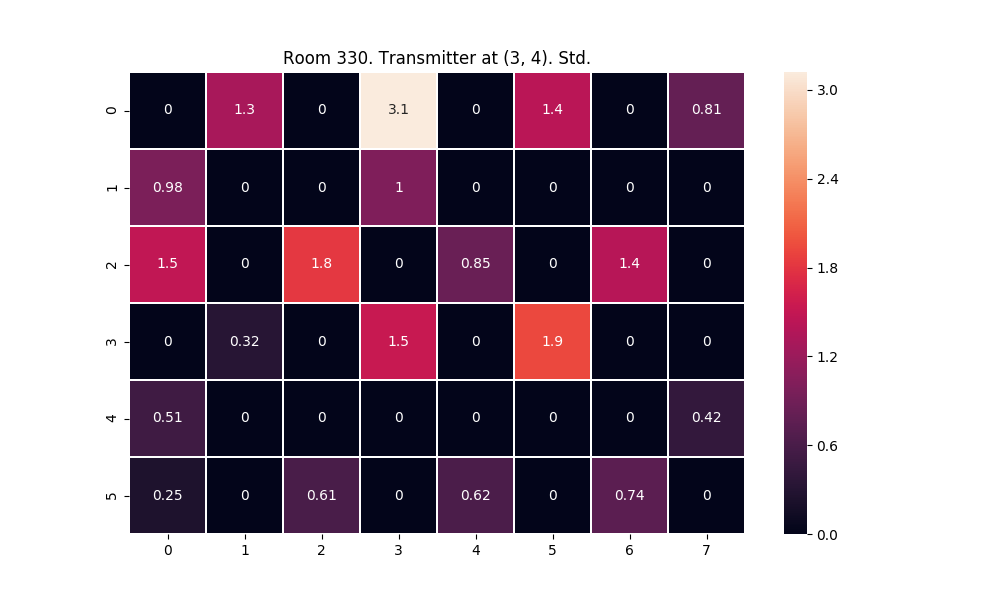 Room 330. Transmitter at (3, 4). Std.
0 0 1.3 0 3.1 0 1.4 0 0.81
1 0.98 0 0 1 0 0 0 0
2 1.5 0 1.8 0 0.85 0 1.4 0
3 0 0.32 0 1.5 0 1.9 0 0
4 0.51 0 0 0 0 0 0 0.42
5 0.25 0 0.61 0 0.62 0 0.74 0
0 1 2 3 4 5 6 7
3.0
2.4
1.8
1.2
0.6
0.0